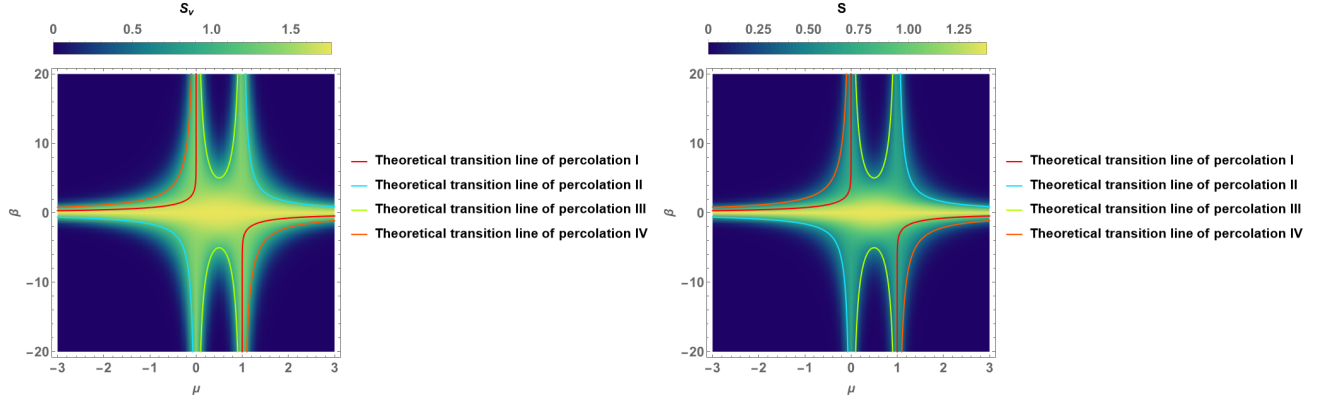 Sv
0 0.5 1.0 1.5
20
10
0
−10
−20
β
−3 −2 −1 0 1 2 3
μ
Theoretical transition line of percolation I
Theoretical transition line of percolation II
Theoretical transition line of percolation III
Theoretical transition line of percolation IV
S
0 0.25 0.50 0.75 1.00 1.25
20
10
0
−10
−20
β
−3 −2 −1 0 1 2 3
μ
Theoretical transition line of percolation I
Theoretical transition line of percolation II
Theoretical transition line of percolation III
Theoretical transition line of percolation IV